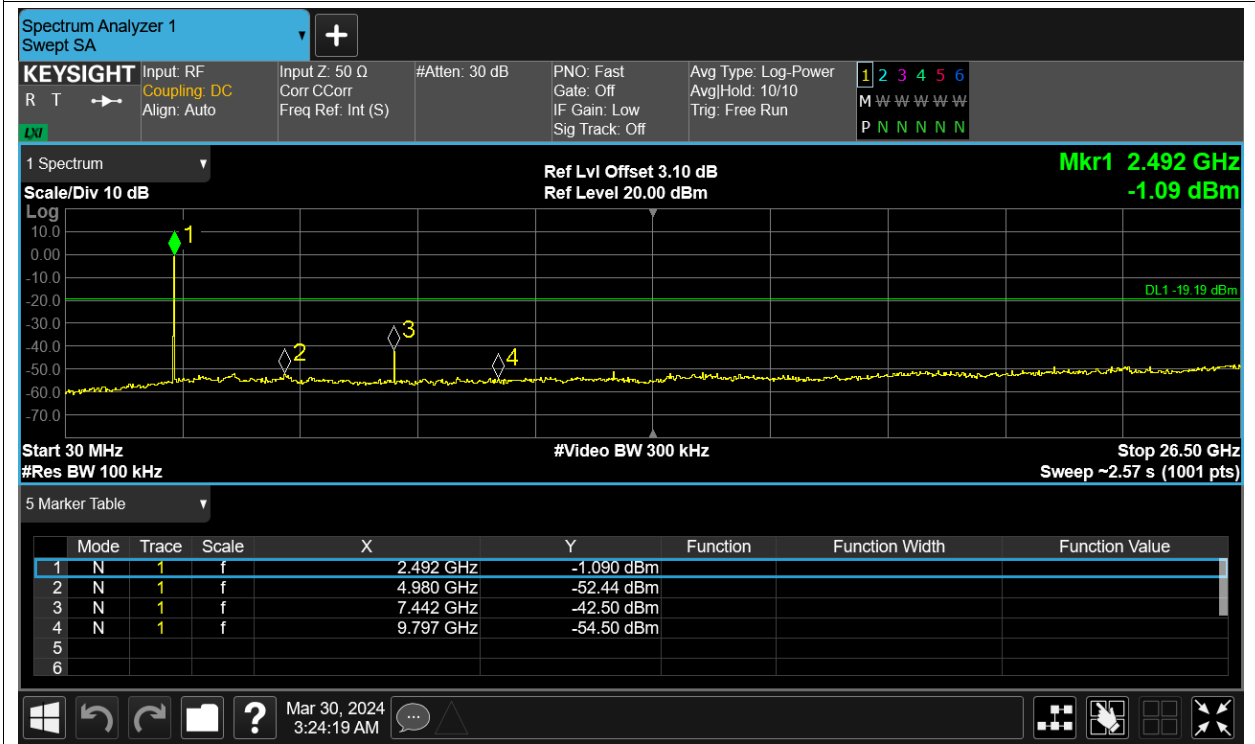 Spectrum Analyzer 1
Swept SA
+
KEYSIGHT Input: RF Input Z: 50 Ω #Atten: 30 dB PNO: Fast Avg Type: Log-Power 1 2 3 4 5 6
R T Coupling: DC Corr CCorr Gate: Off Avg|Hold: 10/10 M W W W W W
Align: Auto Freq Ref: Int (S) IF Gain: Low Trig: Free Run
LXI Sig Track: Off P N N N N N
1 Spectrum Ref Lvl Offset 3.10 dB Mkr1 2.492 GHz
Scale/Div 10 dB Ref Level 20.00 dBm -1.09 dBm
Log
10.0 1
0.00
-10.0
-20.0 DL1 -19.19 dBm
-30.0 3
-40.0 2 4
-50.0
-60.0
-70.0
Start 30 MHz #Video BW 300 kHz Stop 26.50 GHz
#Res BW 100 kHz Sweep ~2.57 s (1001 pts)
5 Marker Table
Mode Trace Scale X Y Function Function Width Function Value
1 N 1 f 2.492 GHz -1.090 dBm
2 N 1 f 4.980 GHz -52.44 dBm
3 N 1 f 7.442 GHz -42.50 dBm
4 N 1 f 9.797 GHz -54.50 dBm
5
6
? Mar 30, 2024
3:24:19 AM